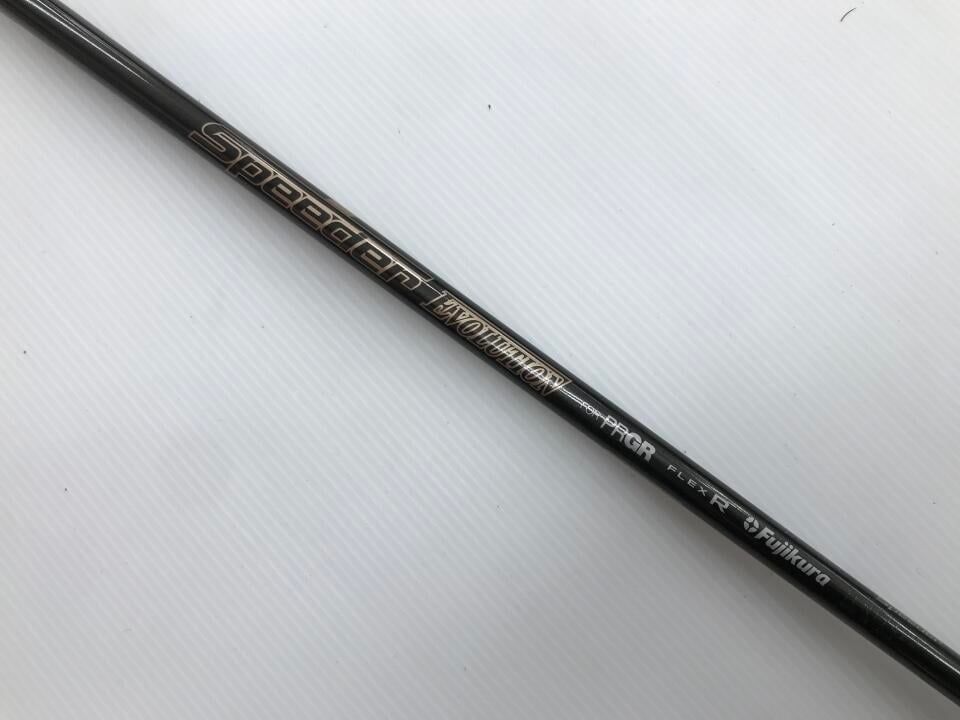 Speeder EVOLUTION FOR PRGR FLEX R Fujikura